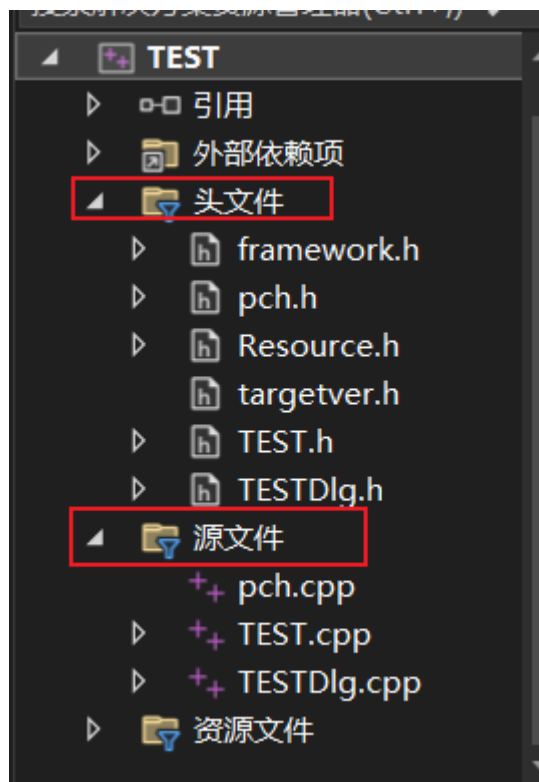 TEST
引用
外部依赖项
头文件
framework.h
pch.h
Resource.h
targetver.h
TEST.h
TESTDlg.h
源文件
pch.cpp
TEST.cpp
TESTDlg.cpp
资源文件